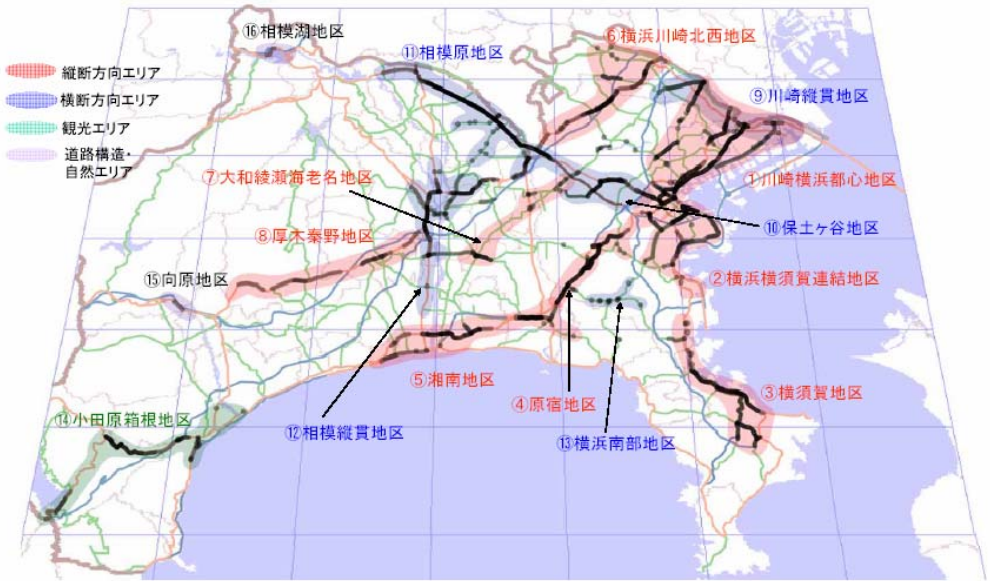 ⑯相模湖地区
⑪相模原地区
⑥横浜川崎北西地区
縦断方向エリア
横断方向エリア
観光エリア
道路構造・
自然エリア
⑨川崎縦貫地区
⑦大和綾瀬海老名地区
①川崎横浜都心地区
⑧厚木秦野地区
⑩保土ヶ谷地区
⑮向原地区
②横浜横須賀連結地区
⑤湘南地区
④原宿地区
③横須賀地区
⑭小田原箱根地区
⑫相模縦貫地区
⑬横浜南部地区